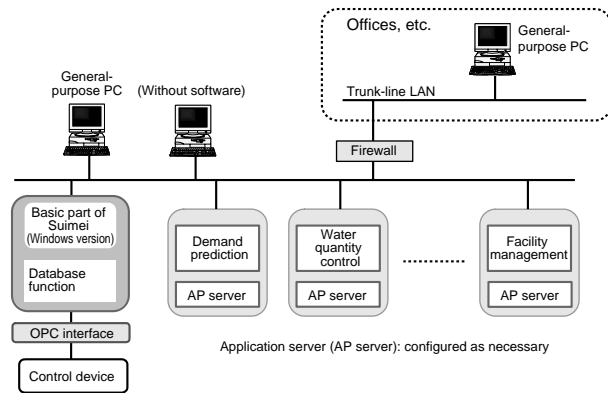 Offices, etc.
General-
purpose PC
Trunk-line LAN
General-
purpose PC
(Without software)
Firewall
Basic part of
Suimei
(Windows version)
Database
function
Demand
prediction
AP server
Water
quantity
control
AP server
Facility
management
AP server
OPC interface
Control device
Application server (AP server): configured as necessary